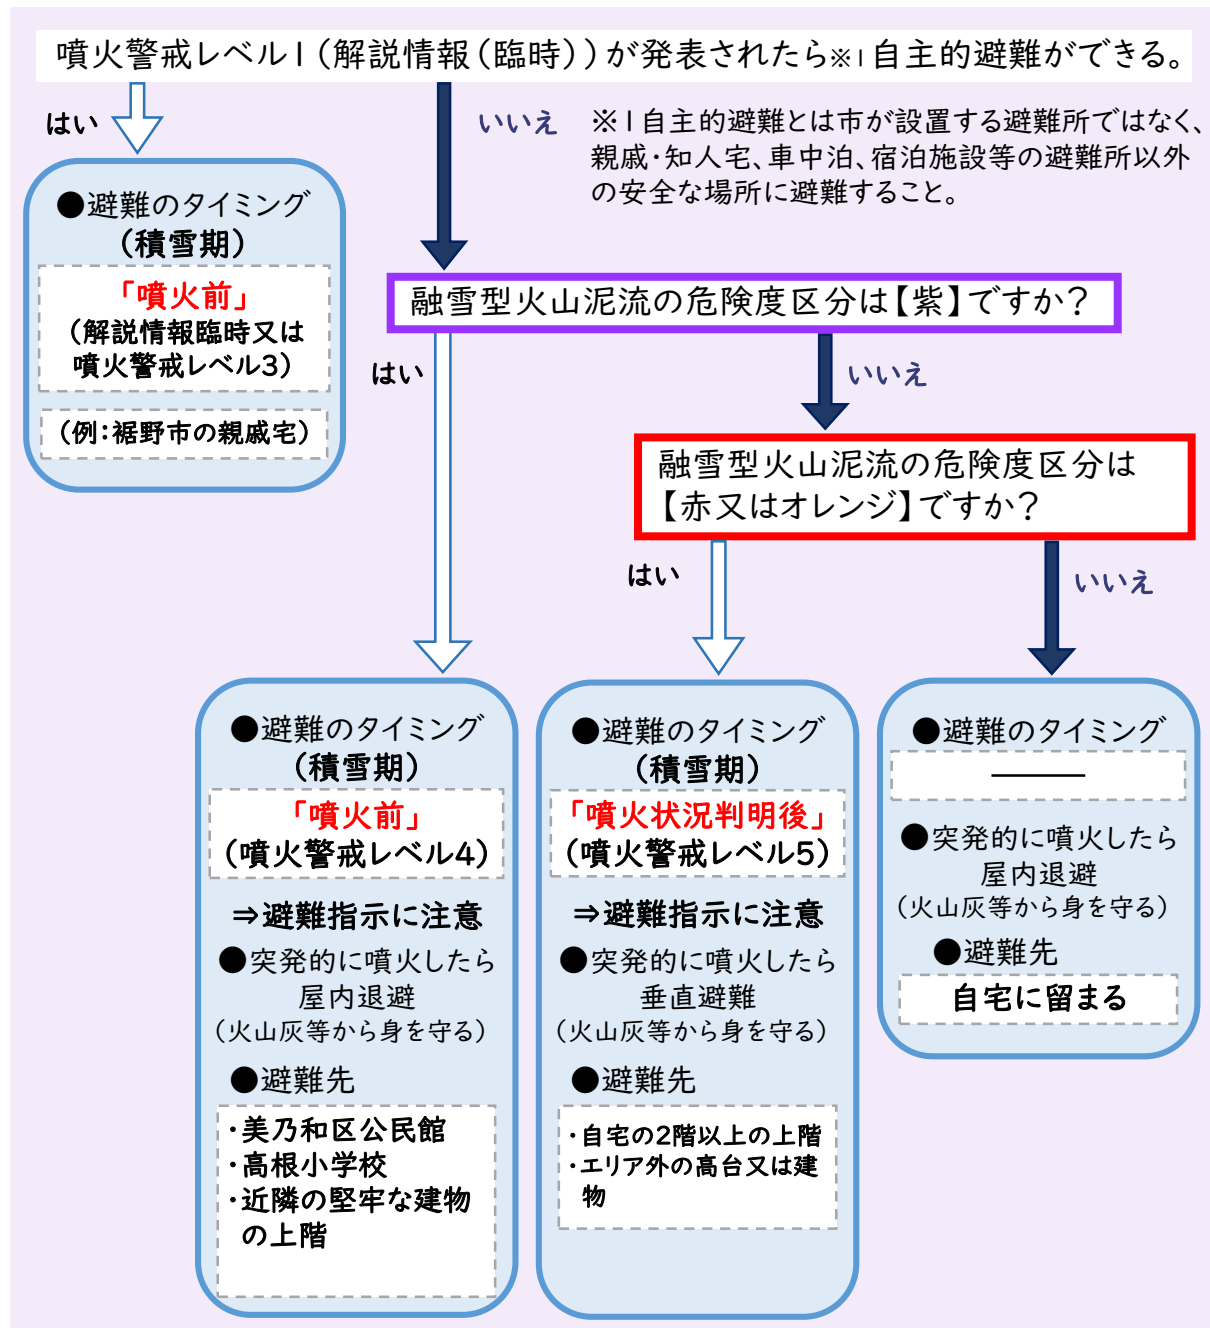 噴火警戒レベル1（解説情報（臨時））が発表されたら※1自主的避難ができる。
はい
いいえ
※1自主的避難とは市が設置する避難所ではなく、
親戚・知人宅、車中泊、宿泊施設等の避難所以外
の安全な場所に避難すること。
●避難のタイミング
（積雪期）
「噴火前」
（解説情報臨時又は
噴火警戒レベル3）
（例：裾野市の親戚宅）
融雪型火山泥流の危険度区分は【紫】ですか？
はい
いいえ
融雪型火山泥流の危険度区分は
【赤又はオレンジ】ですか？
はい
いいえ
●避難のタイミング
（積雪期）
「噴火前」
（噴火警戒レベル4）
⇒避難指示に注意
●突発的に噴火したら
屋内退避
（火山灰等から身を守る）
●避難先
・美乃和区公民館
・高根小学校
・近隣の堅牢な建物
の上階
●避難のタイミング
（積雪期）
「噴火状況判明後」
（噴火警戒レベル5）
⇒避難指示に注意
●突発的に噴火したら
垂直避難
（火山灰等から身を守る）
●避難先
・自宅の2階以上の上階
・エリア外の高台又は建
物
●避難のタイミング
―――
●突発的に噴火したら
屋内退避
（火山灰等から身を守る）
●避難先
自宅に留まる